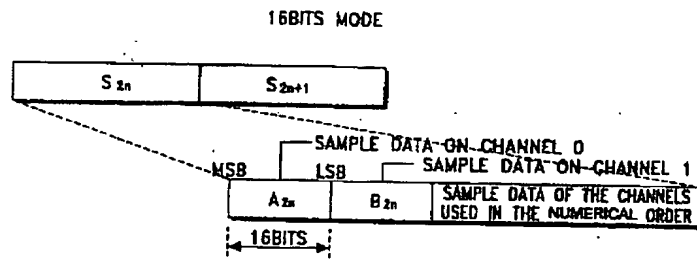 16BITS MODE
S2n S2n+1
SAMPLE DATA ON CHANNEL 0
MSB LSB SAMPLE DATA ON CHANNEL 1
A2n B2n SAMPLE DATA OF THE CHANNELS
USED IN THE NUMERICAL ORDER
16BITS